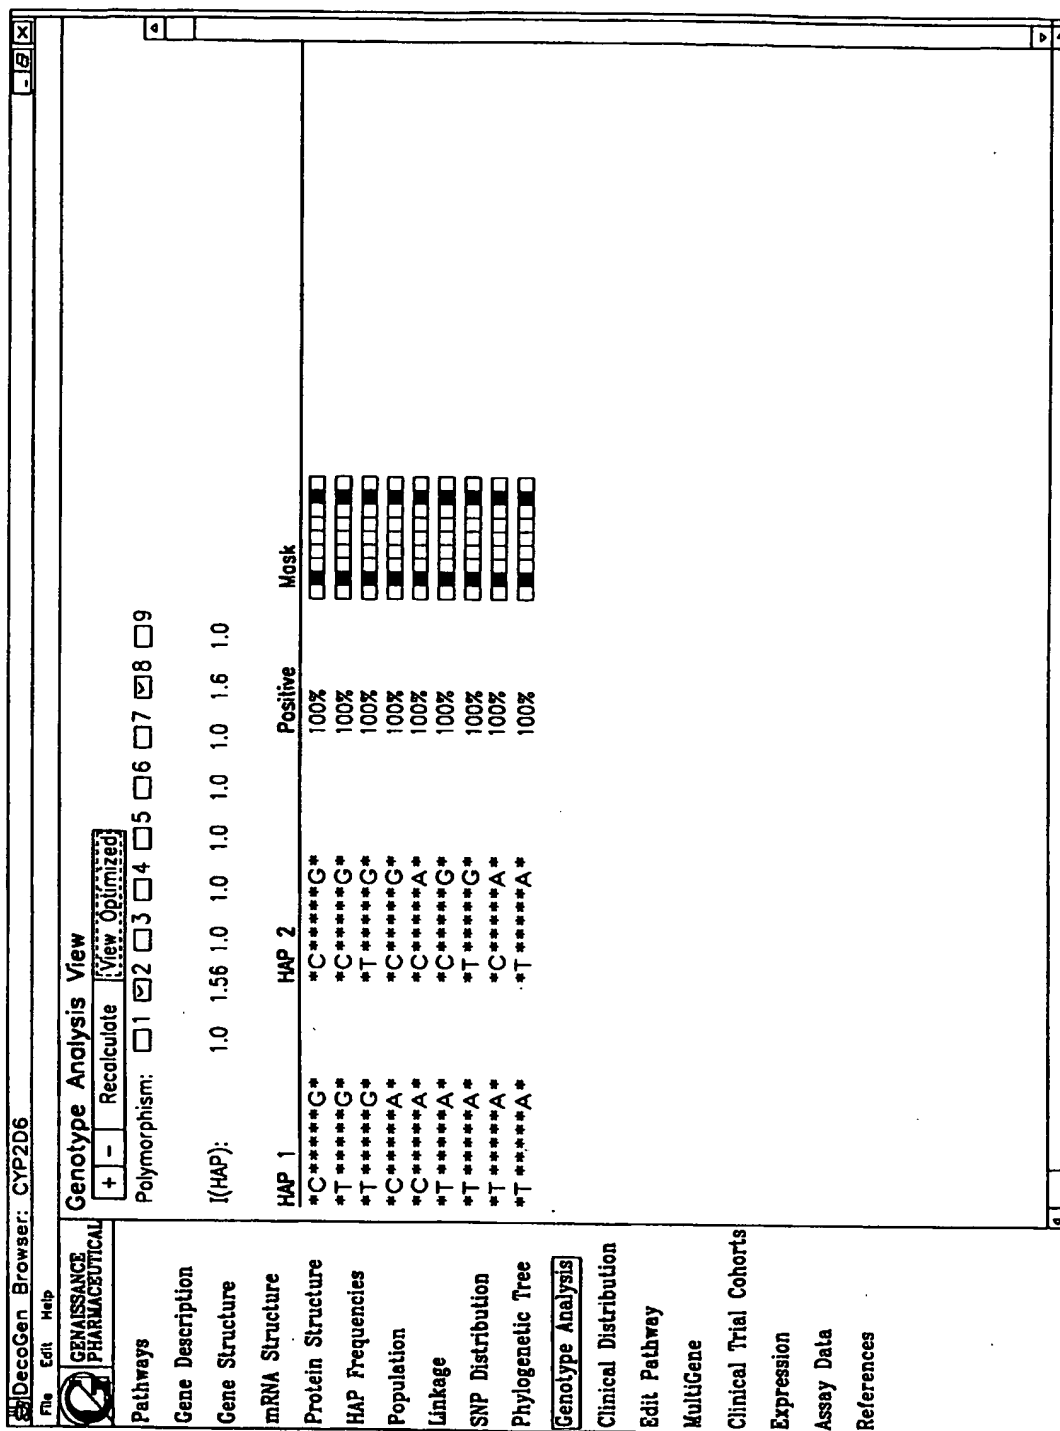 DecoGen Browser: CYP2D6
File Edit Help
GENAISSANCE
PHARMACEUTICAL
Pathways
Gene Description
Gene Structure
mRNA Structure
Protein Structure
HAP Frequencies
Population
Linkage
SNP Distribution
Phylogenetic Tree
Genotype Analysis
Clinical Distribution
Edit Pathway
MultiGene
Clinical Trial Cohorts
Expression
Assay Data
References
Genotype Analysis View
+ - Recalculate View Optimized
Polymorphism: 1 2 3 4 5 6 7 8 9
I(HAP): 1.0 1.56 1.0 1.0 1.0 1.0 1.0 1.6 1.0
HAP 1 HAP 2 Positive Mask
*C*****G* *C*****G* 100%
*T*****G* *C*****G* 100%
*T*****G* *T*****G* 100%
*C*****A* *C*****G* 100%
*C*****A* *C*****A* 100%
*T*****A* *C*****G* 100%
*T*****A* *T*****G* 100%
*T*****A* *C*****A* 100%
*T*****A* *T*****A* 100%